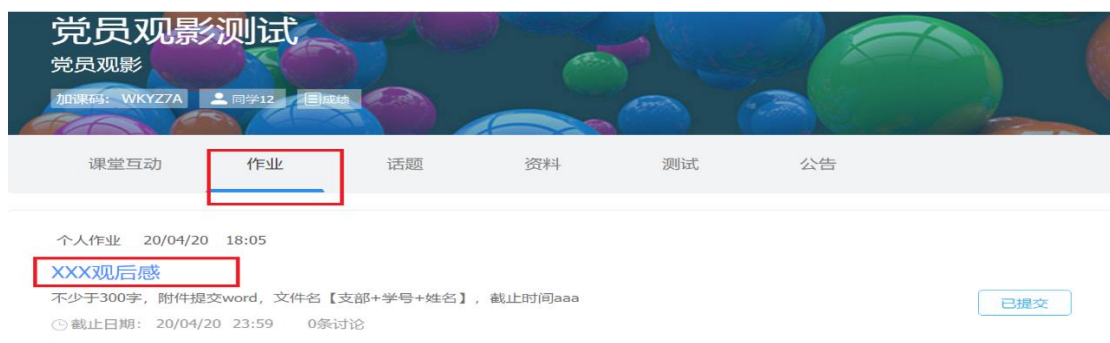 党员观影测试
党员观影
加课码: WKYZ7A 同学12 成绩
课堂互动 作业 话题 资料 测试 公告
个人作业 20/04/20 18:05
XXX观后感
不少于300字，附件提交word，文件名【支部+学号+姓名】，截止时间aaa
已提交
截止日期: 20/04/20 23:59 0条讨论